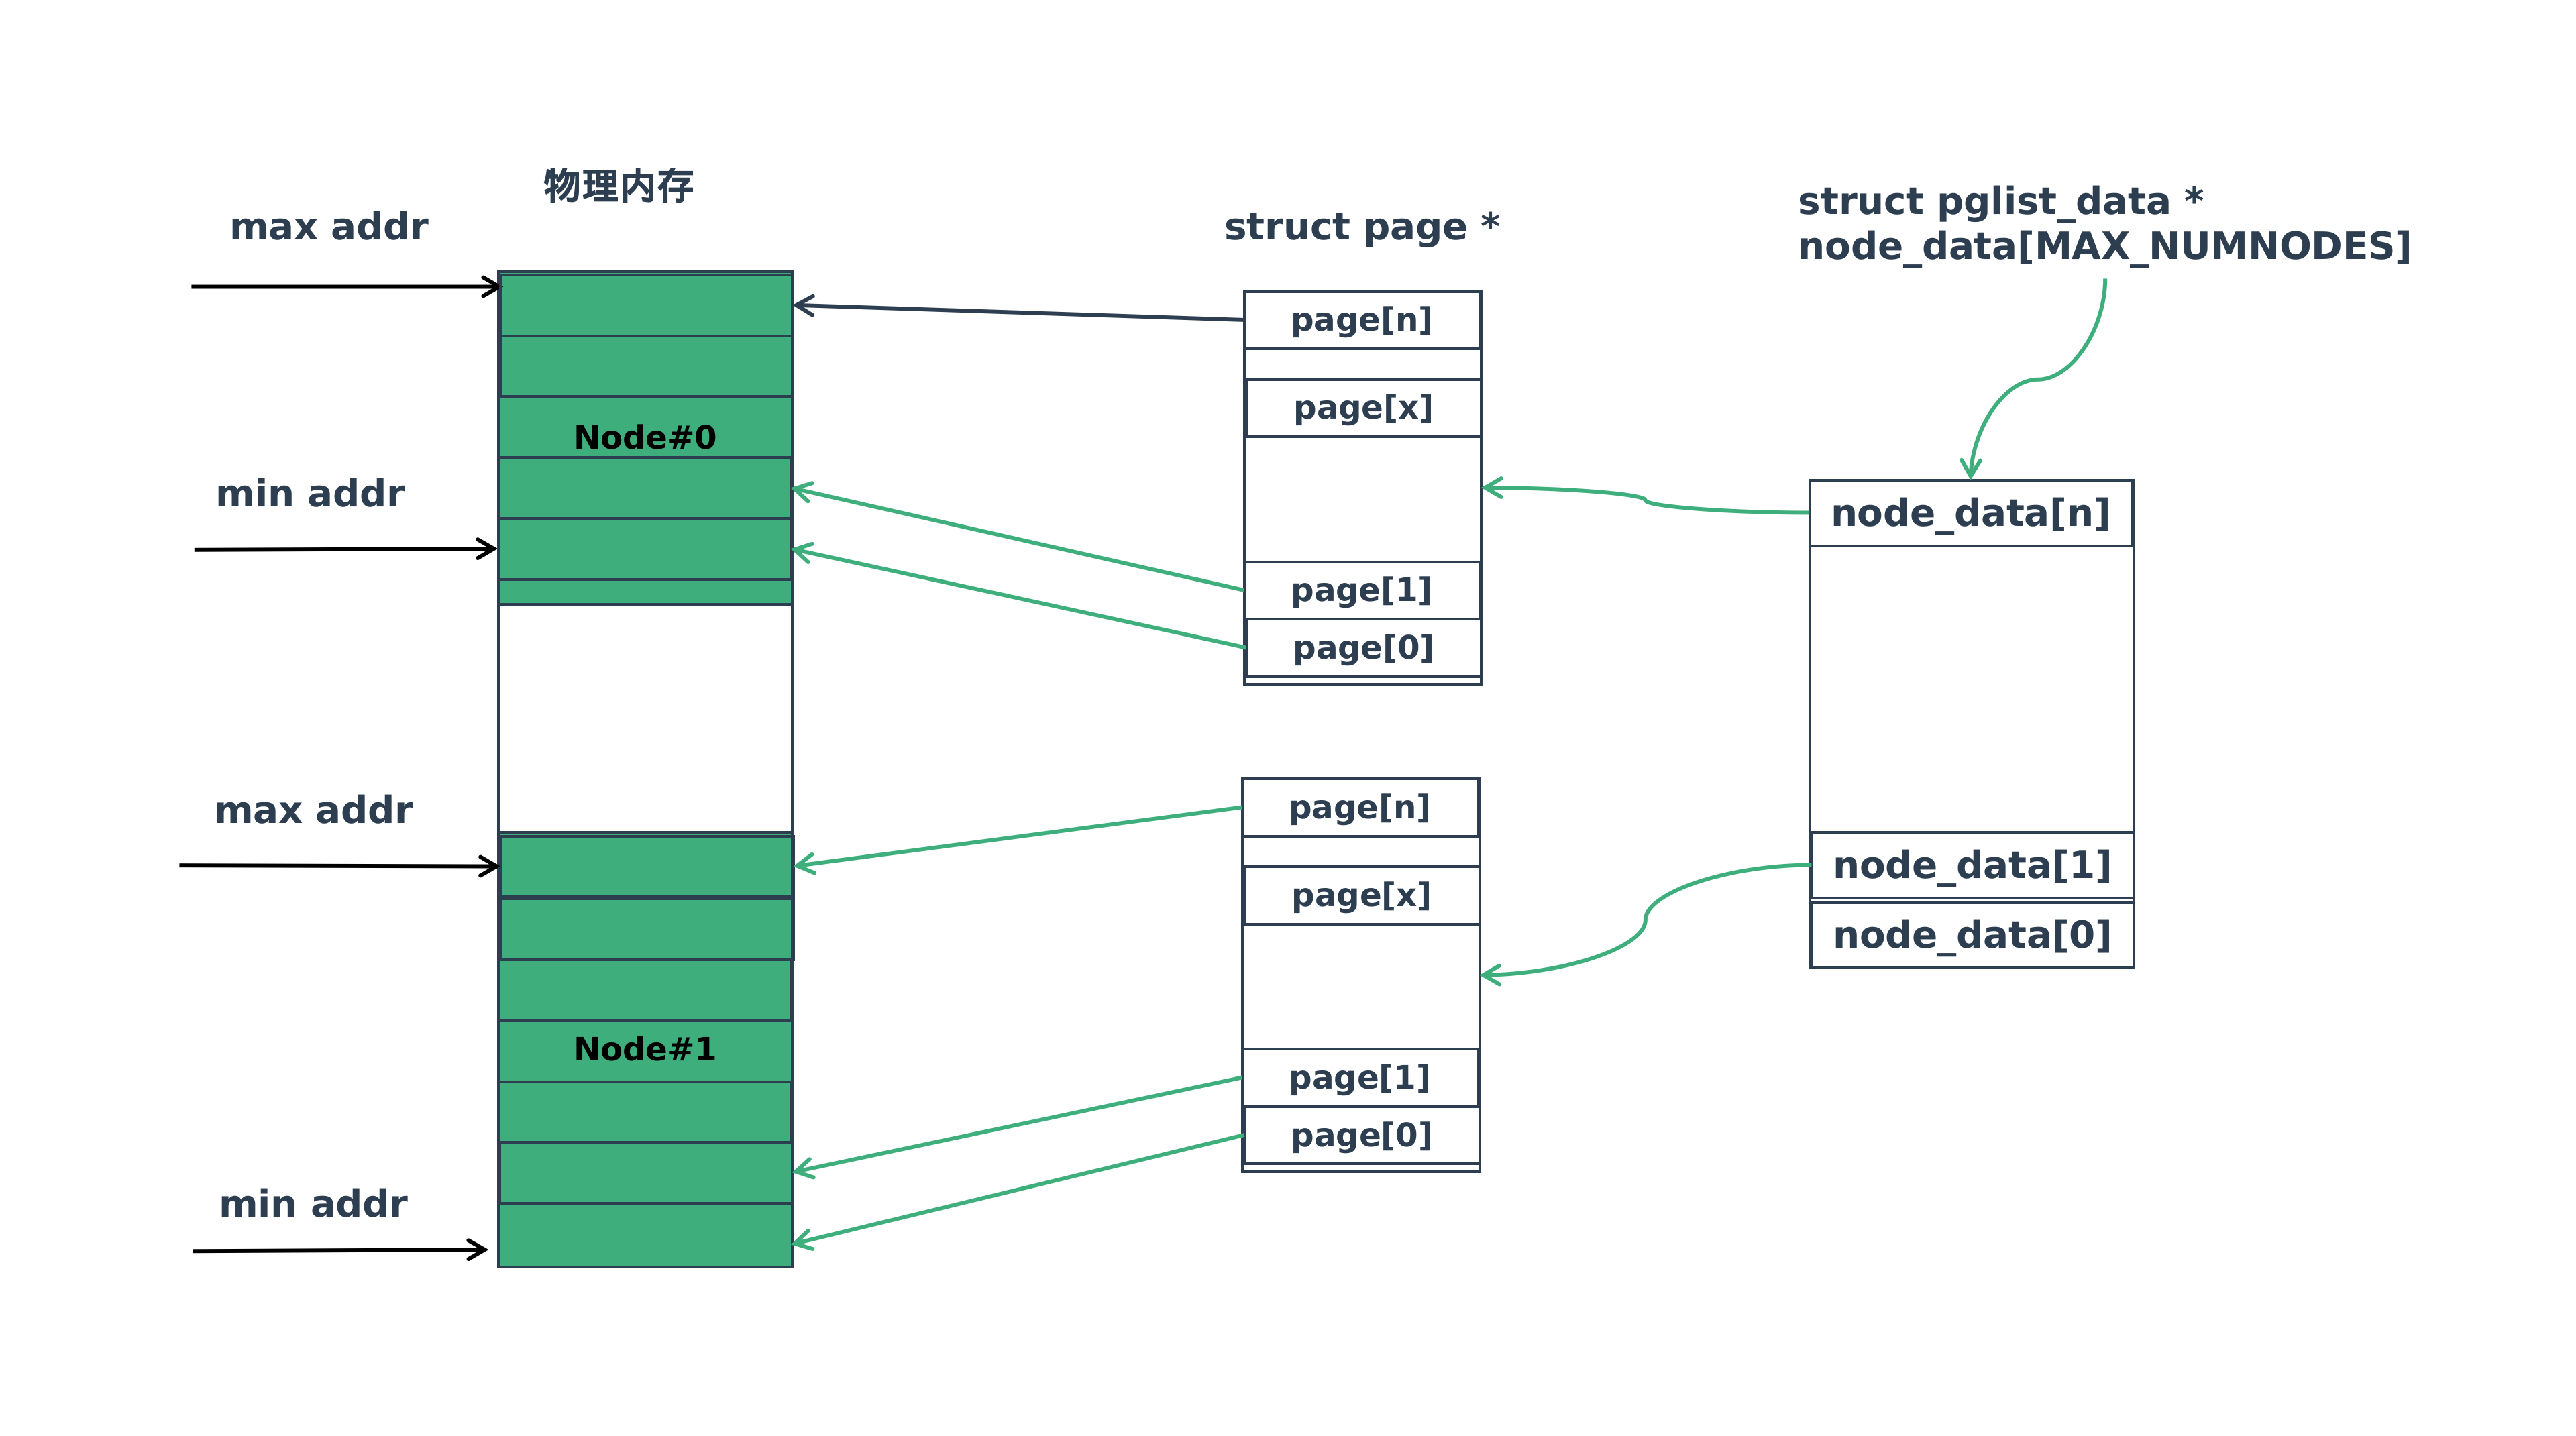 物理内存
max addr
min addr
Node#0
max addr
Node#1
min addr
struct page *
page[n]
page[x]
page[1]
page[0]
page[n]
page[x]
page[1]
page[0]
struct pglist_data *
node_data[MAX_NUMNODES]
node_data[n]
node_data[1]
node_data[0]